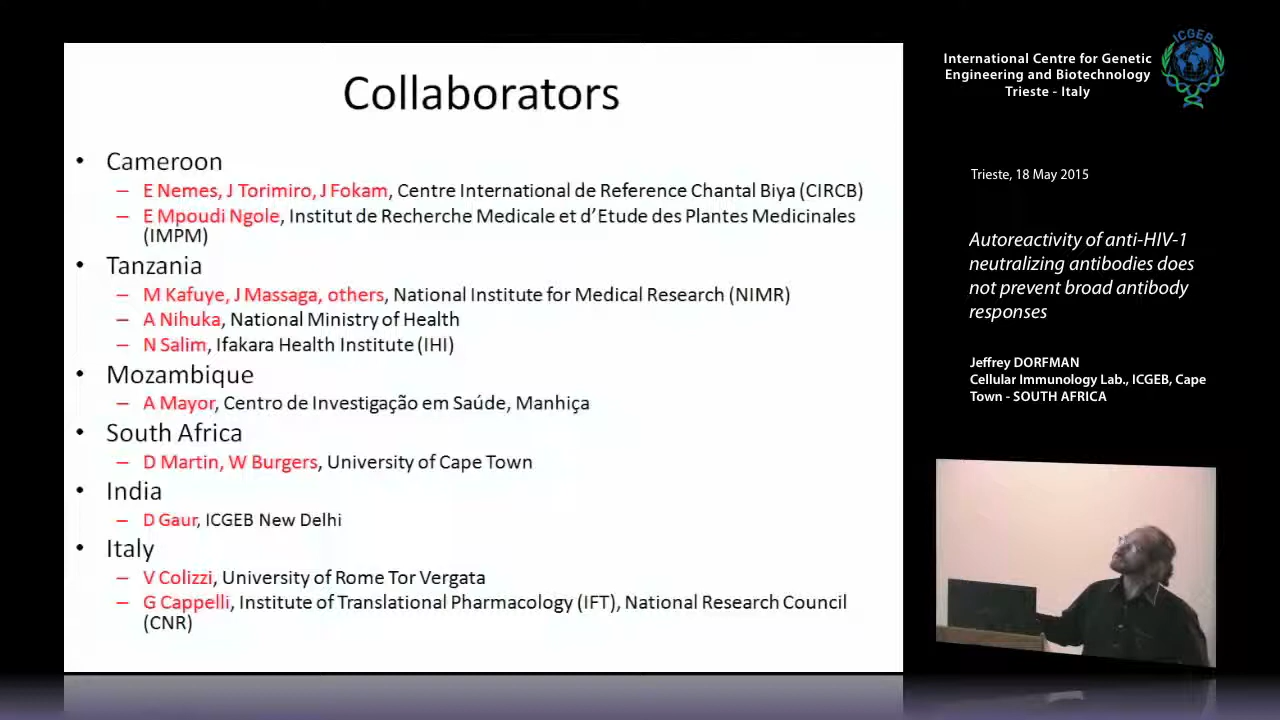 Collaborators
• Cameroon
– E Nemes, J Torimiro, J Fokam, Centre International de Reference Chantal Biya (CIRCB)
– E Mpoudi Ngole, Institut de Recherche Medicale et d'Etude des Plantes Medicinales
(IMPM)
• Tanzania
– M Kafuye, J Massaga, others, National Institute for Medical Research (NIMR)
– A Nihuka, National Ministry of Health
– N Salim, Ifakara Health Institute (IHI)
• Mozambique
– A Mayor, Centro de Investigação em Saúde, Manhiça
• South Africa
– D Martin, W Burgers, University of Cape Town
• India
– D Gaur, ICGEB New Delhi
• Italy
– V Colizzi, University of Rome Tor Vergata
– G Cappelli, Institute of Translational Pharmacology (IFT), National Research Council
(CNR)
International Centre for Genetic
Engineering and Biotechnology
Trieste - Italy
ICGEB
Trieste, 18 May 2015
Autoreactivity of anti-HIV-1
neutralizing antibodies does
not prevent broad antibody
responses
Jeffrey DORFMAN
Cellular Immunology Lab., ICGEB, Cape
Town - SOUTH AFRICA